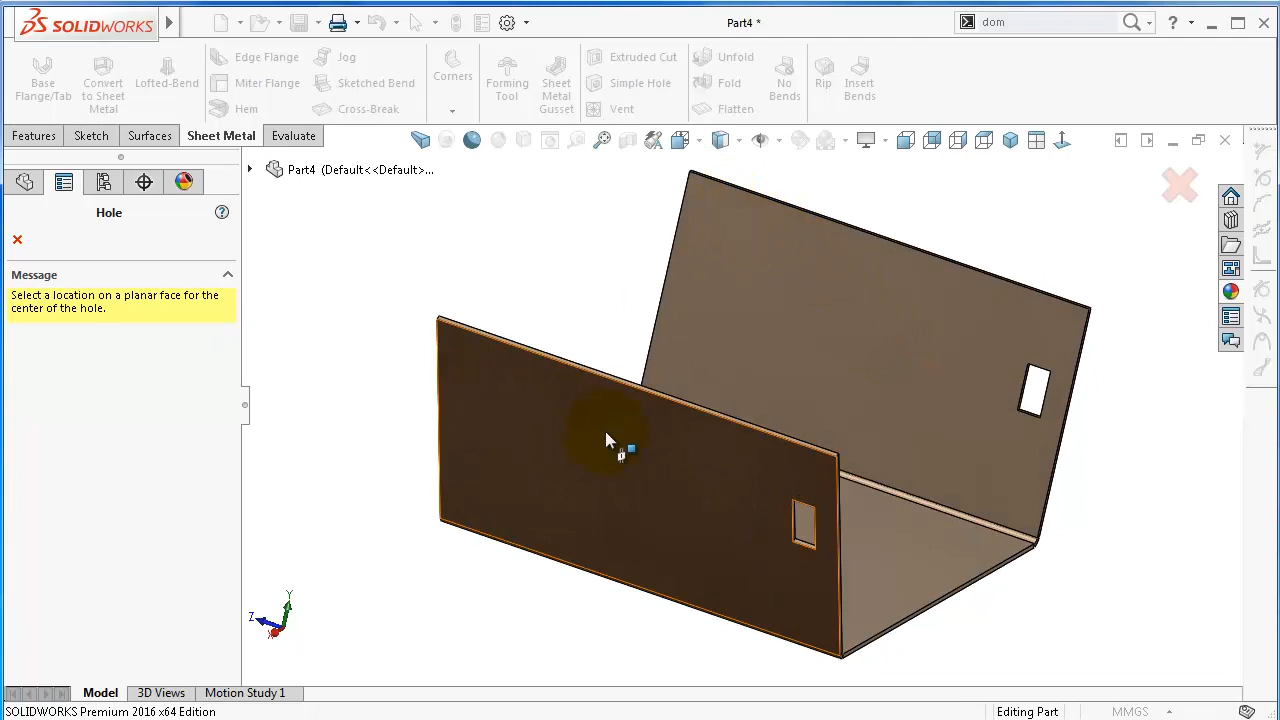 SOLIDWORKS
Part4 *
dom
?
Base Flange/Tab
Convert to Sheet Metal
Lofted-Bend
Edge Flange
Miter Flange
Hem
Jog
Sketched Bend
Cross-Break
Corners
Forming Tool
Sheet Metal Gusset
Extruded Cut
Simple Hole
Vent
Unfold
Fold
Flatten
No Bends
Rip
Insert Bends
Features
Sketch
Surfaces
Sheet Metal
Evaluate
Part4 (Default<<Default>...
Hole
?
Message
Select a location on a planar face for the
center of the hole.
Y
Z
X
Model
3D Views
Motion Study 1
SOLIDWORKS Premium 2016 x64 Edition
Editing Part
MMGS